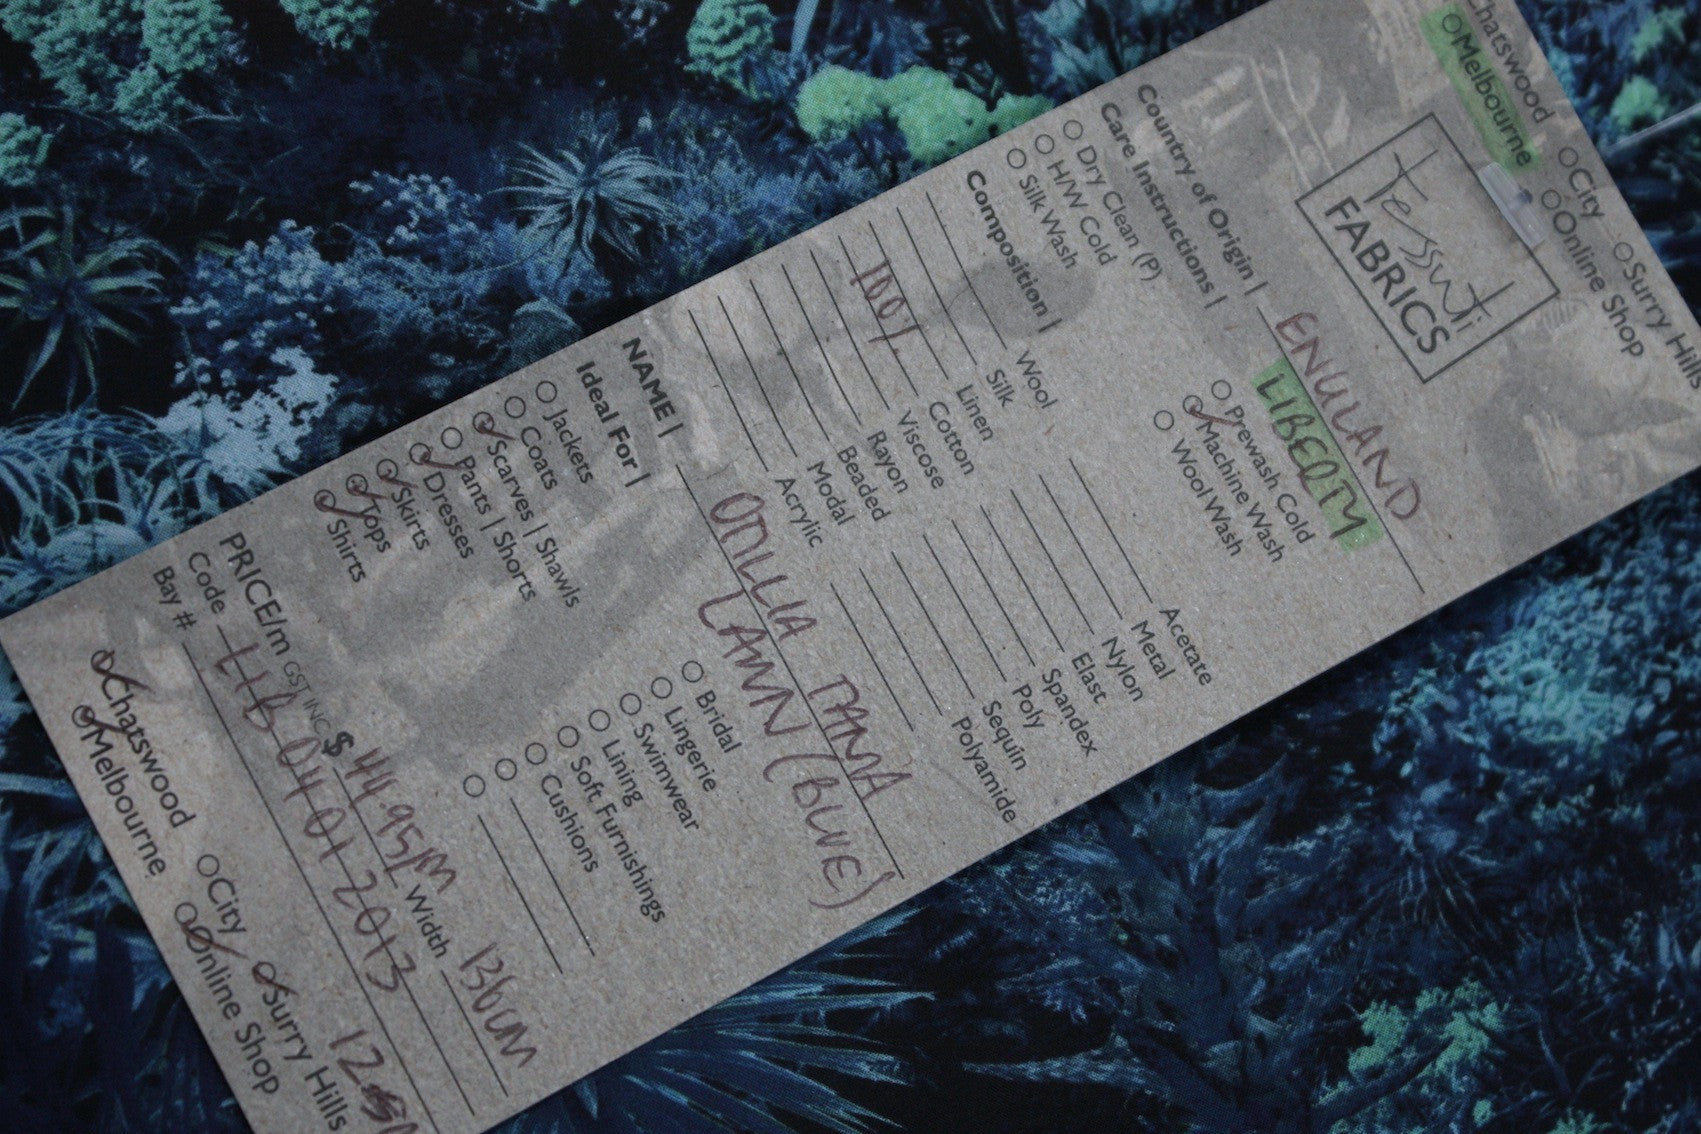 Chatswood
Melbourne
City
Online Shop
Surry Hills
Tessuti
FABRICS
Country of Origin | ENGLAND
LIBERTY
Care Instructions |
Dry Clean (P)
H/W Cold
Silk Wash
Prewash Cold
Machine Wash
Wool Wash
Composition |
Wool
Silk
Linen
100% Cotton
Viscose
Rayon
Beaded
Modal
Acrylic
Acetate
Metal
Nylon
Elast
Spandex
Poly
Sequin
Polyamide
NAME | OTILLIA TAMA
LAWN (BLUE)
Ideal For |
Jackets
Coats
Scarves | Shawls
Pants | Shorts
Dresses
Skirts
Tops
Shirts
Bridal
Lingerie
Swimwear
Lining
Soft Furnishings
Cushions
PRICE/m GST INC $ 44.95/M Width 136CM
Code LIB 0401 2013
Bay #
Chatswood
Melbourne
City
Online Shop
Surry Hills